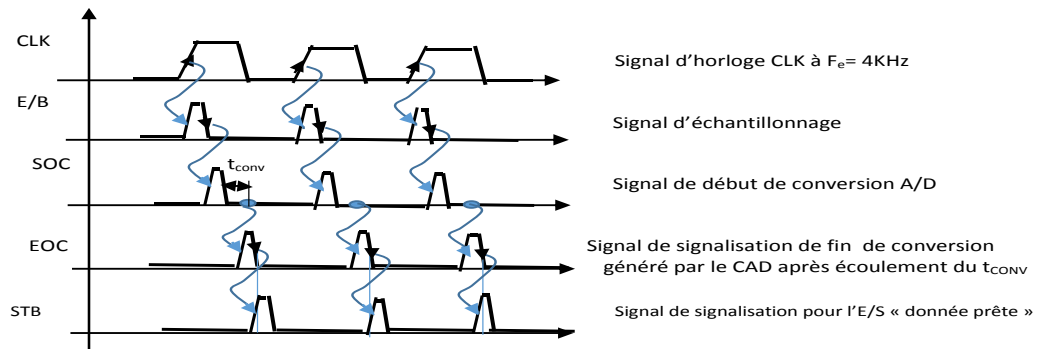 CLK
Signal d'horloge CLK à Fe= 4KHz
E/B
Signal d'échantillonnage
SOC
tconv
Signal de début de conversion A/D
EOC
Signal de signalisation de fin de conversion
généré par le CAD après écoulement du tCONV
STB
Signal de signalisation pour l'E/S « donnée prête »